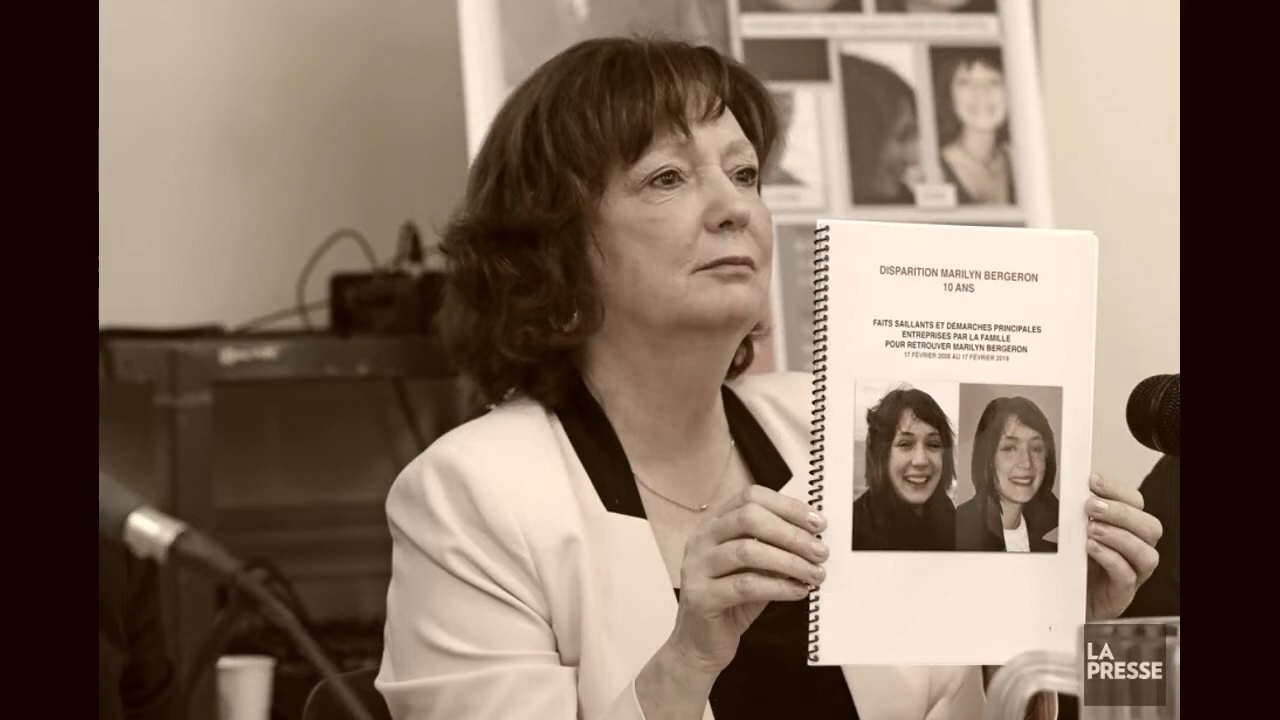 DISPARITION MARILYN BERGERON
10 ANS
FAITS SAILLANTS ET DÉMARCHES PRINCIPALES
ENTREPRISES PAR LA FAMILLE
POUR RETROUVER MARILYN BERGERON
17 FÉVRIER 2008 AU 17 FÉVRIER 2018
LA
PRESSE